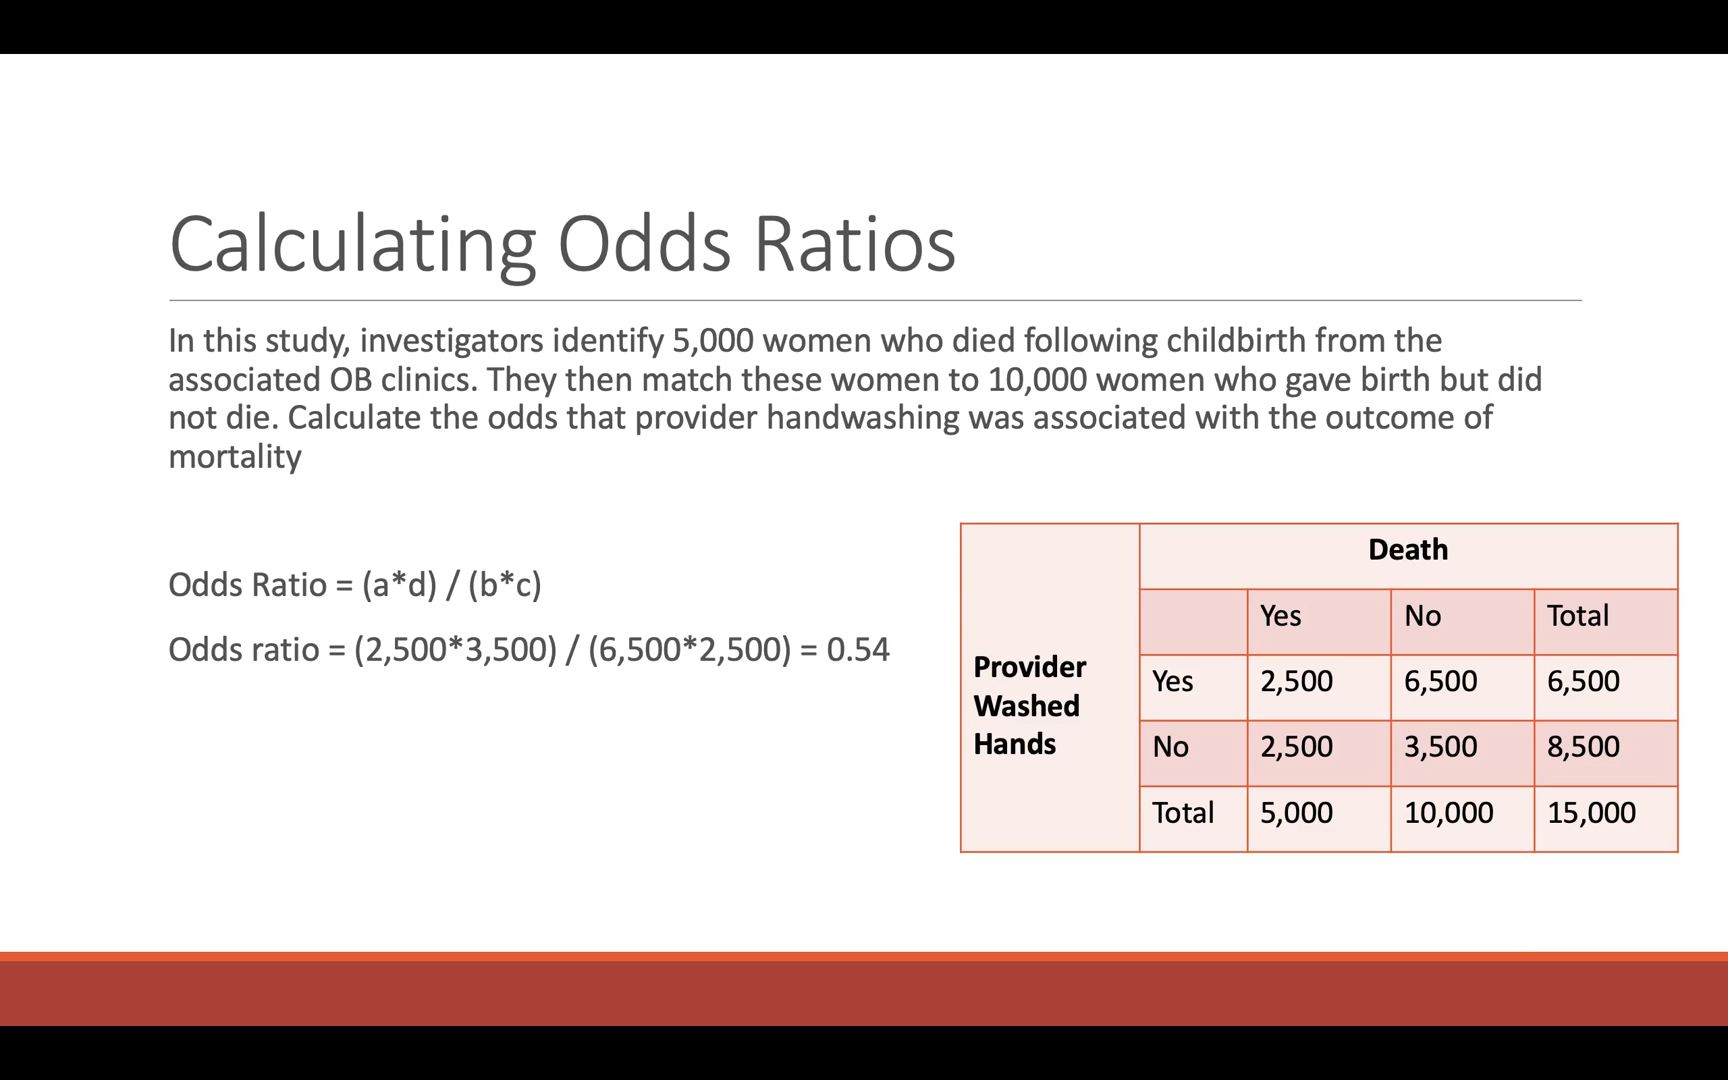 Calculating Odds Ratios
In this study, investigators identify 5,000 women who died following childbirth from the
associated OB clinics. They then match these women to 10,000 women who gave birth but did
not die. Calculate the odds that provider handwashing was associated with the outcome of
mortality
Odds Ratio = (a*d) / (b*c)
Odds ratio = (2,500*3,500) / (6,500*2,500) = 0.54
Provider
Washed
Hands
Death
Yes No Total
Yes 2,500 6,500 6,500
No 2,500 3,500 8,500
Total 5,000 10,000 15,000